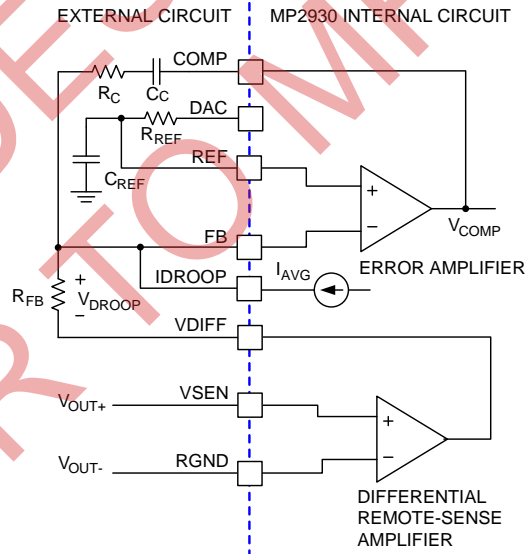 EXTERNAL CIRCUIT
MP2930 INTERNAL CIRCUIT
COMP
RC
CC
DAC
RREF
REF
CREF
+
−
VCOMP
FB
ERROR AMPLIFIER
IDROOP
IAVG
RFB
+
VDROOP
−
VDIFF
VOUT+
VSEN
+
−
VOUT-
RGND
DIFFERENTIAL
REMOTE-SENSE
AMPLIFIER